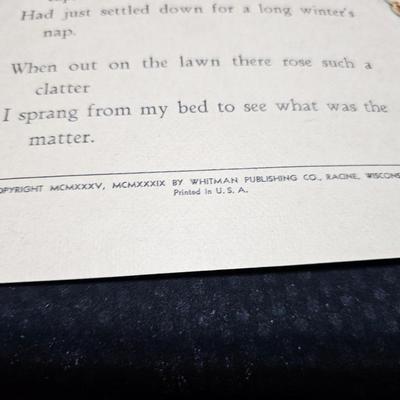 Had just settled down for a long winter's
nap.
When out on the lawn there rose such a
clatter
I sprang from my bed to see what was the
matter.
OPYRIGHT MCMXXXV, MCMXXXIX BY WHITMAN PUBLISHING CO., RACINE, WISCONS
Printed in U. S. A.